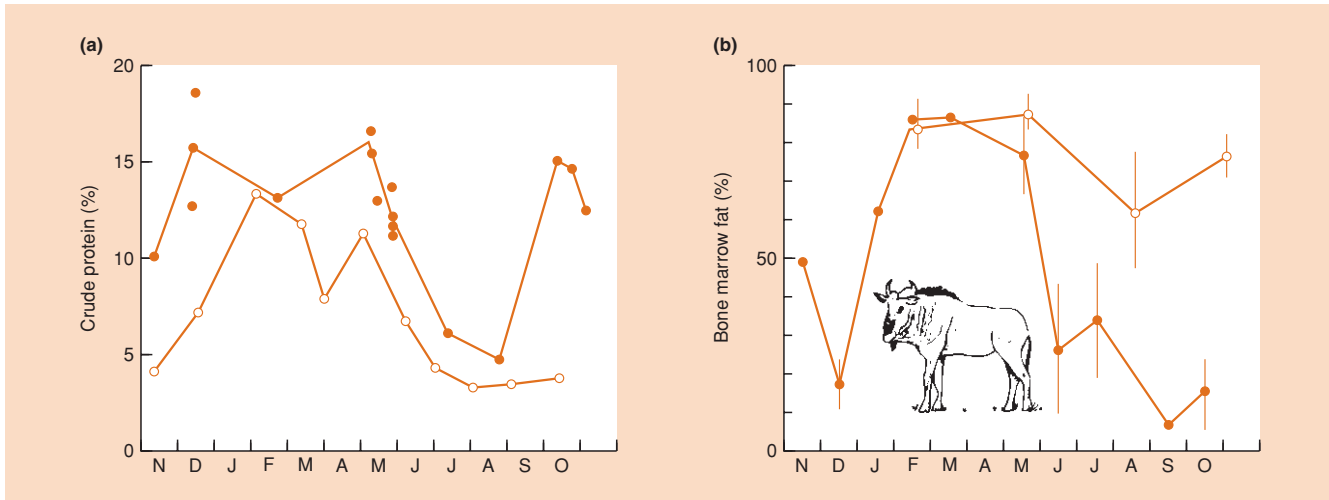 (a)
20
15
10
5
0
Crude protein (%)
N D J F M A M J J A S O
(b)
100
50
0
Bone marrow fat (%)
N D J F M A M J J A S O